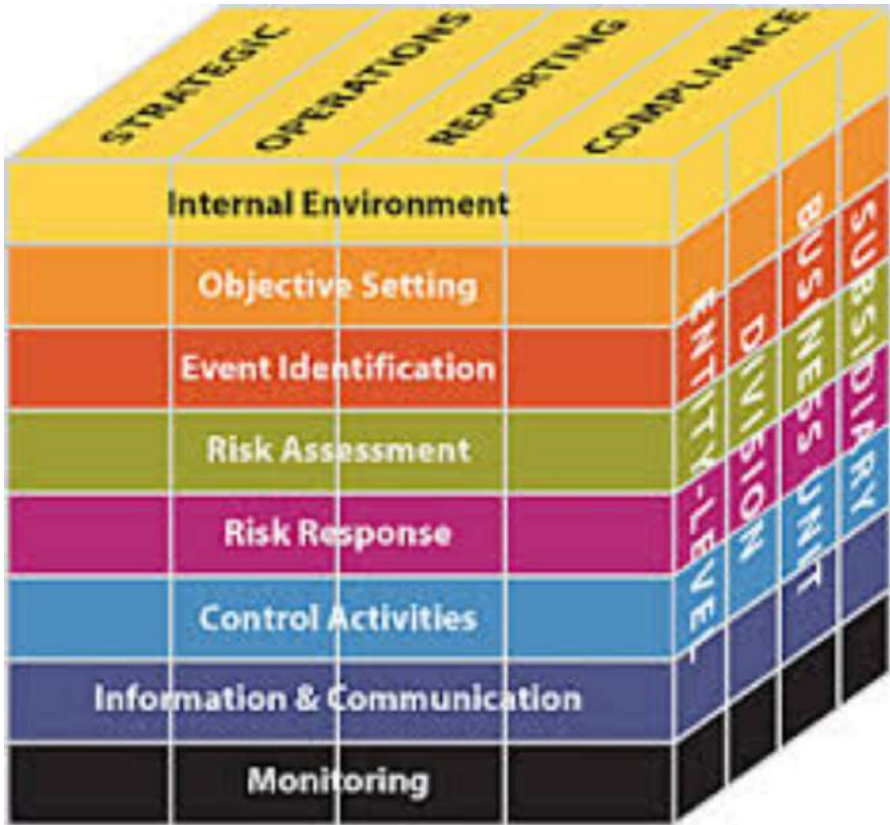 STRATEGIC
OPERATIONS
REPORTING
COMPLIANCE
Internal Environment
Objective Setting
Event Identification
Risk Assessment
Risk Response
Control Activities
Information & Communication
Monitoring
ENTITY-LEVEL
DIVISION
BUSINESS UNIT
SUBSIDIARY